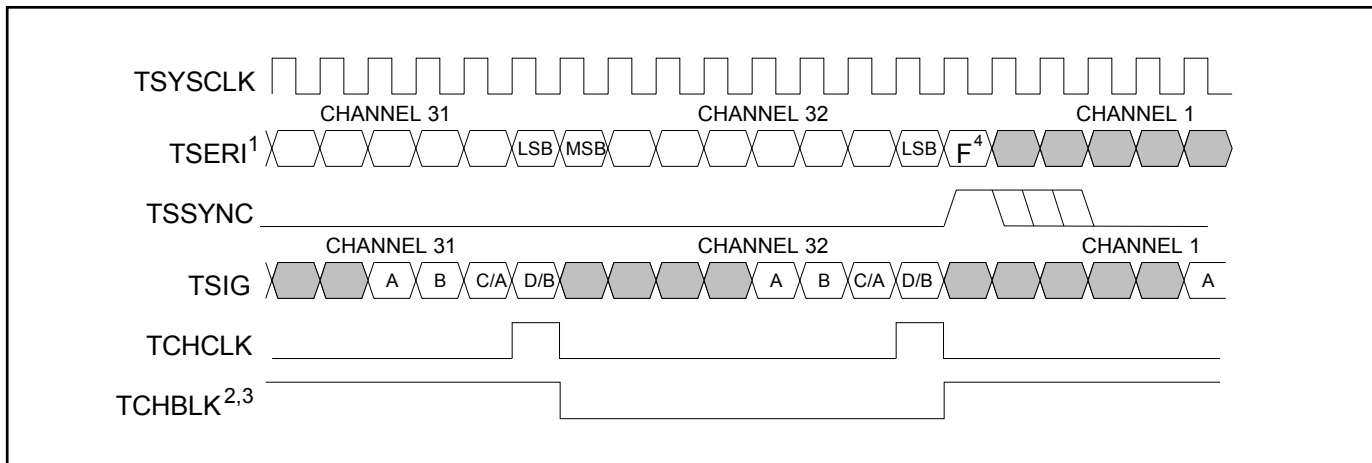 TSYSCLK
CHANNEL 31 CHANNEL 32 CHANNEL 1
TSERI¹ LSB MSB LSB F⁴
TSSYNC
CHANNEL 31 CHANNEL 32 CHANNEL 1
TSIG A B C/A D/B A B C/A D/B A
TCHCLK
TCHBLK²,³